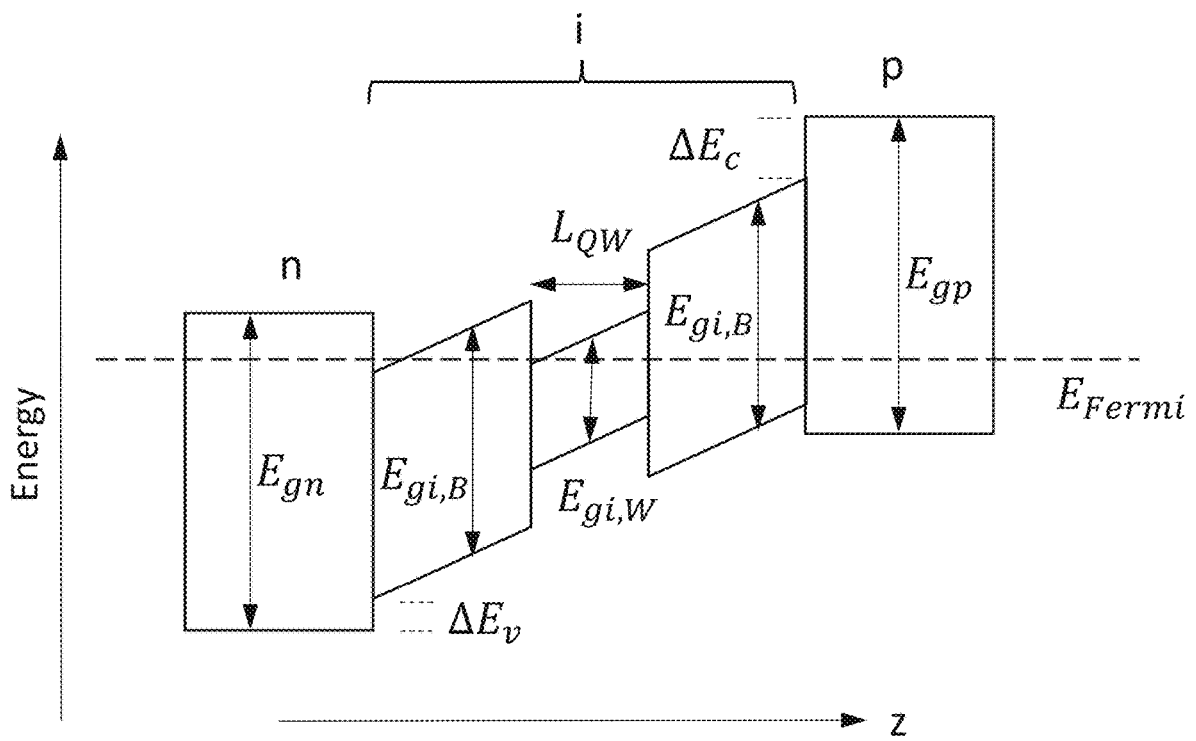 i
p
ΔE_c
L_QW
n
E_gp
E_gi,B
E_Fermi
Energy
E_gn
E_gi,B
E_gi,W
ΔE_v
z